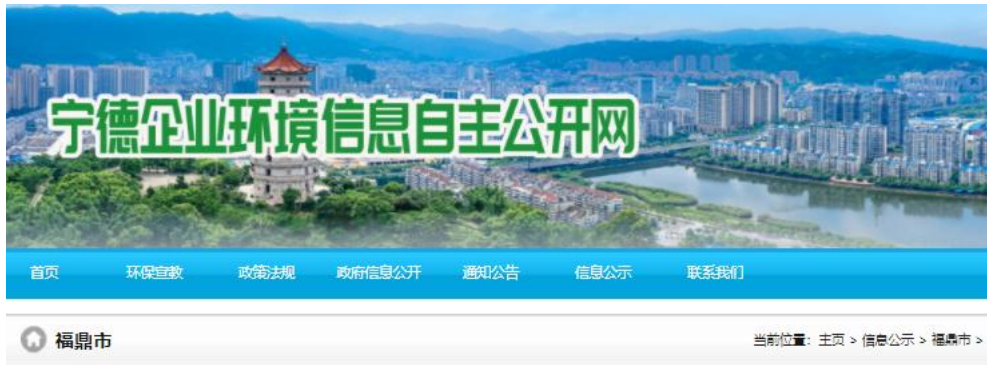 宁德企业环境信息自主公开网
首页 环保宣教 政策法规 政府信息公开 通知公告 信息公示 联系我们
福鼎市 当前位置：主页 > 信息公示 > 福鼎市 >